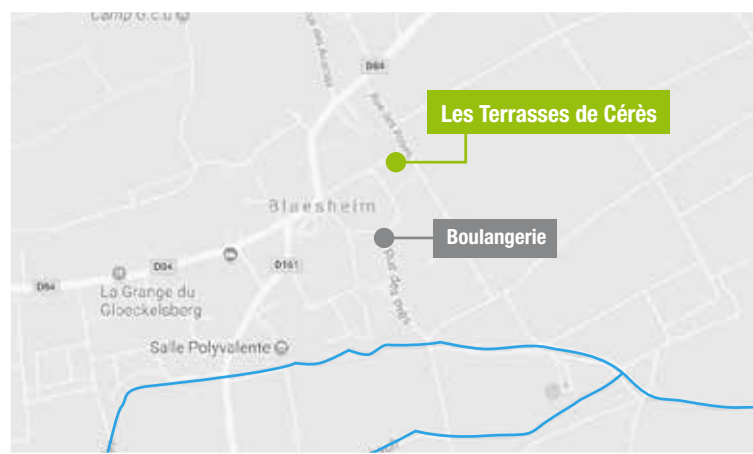 Camp G.c.u
D84
Les Terrasses de Cérès
Blaesheim
Boulangerie
D84
D161
D84
La Grange du
Gloeckelsberg
Salle Polyvalente